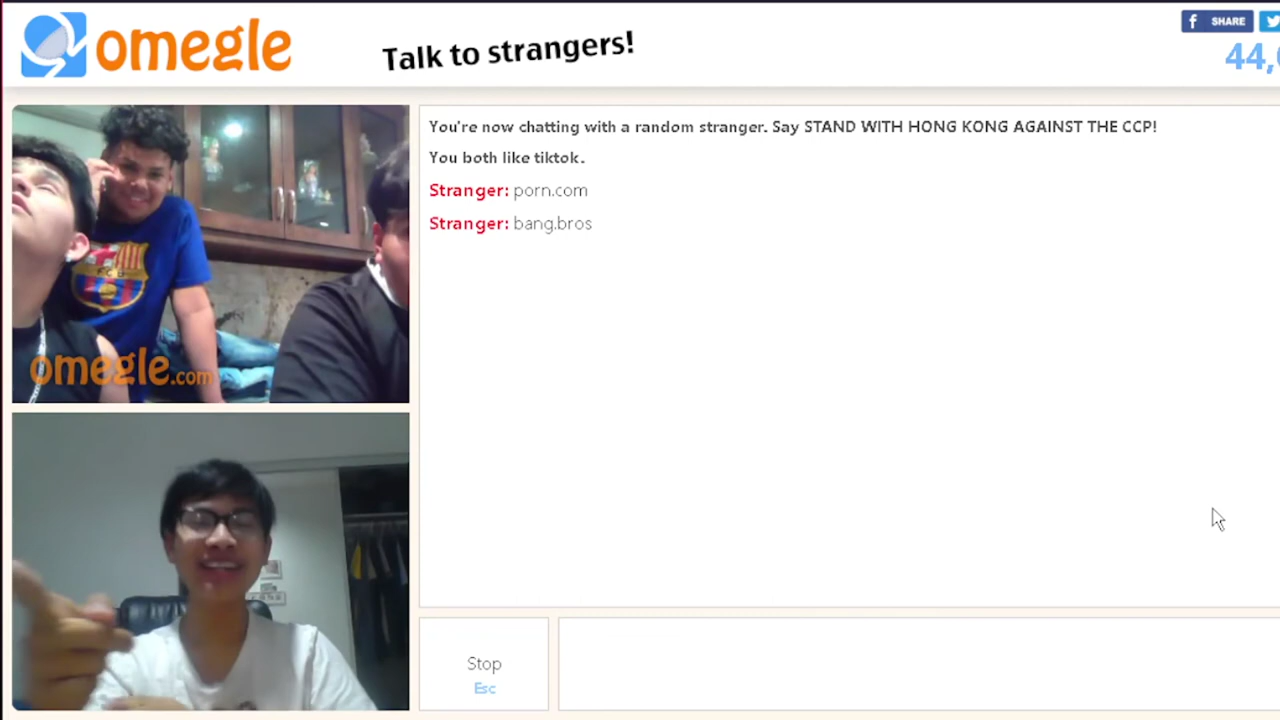 omegle
Talk to strangers!
f SHARE
You're now chatting with a random stranger. Say STAND WITH HONG KONG AGAINST THE CCP!
You both like tiktok.
Stranger: porn.com
Stranger: bang.bros
FCB
omegle.com
Stop
Esc